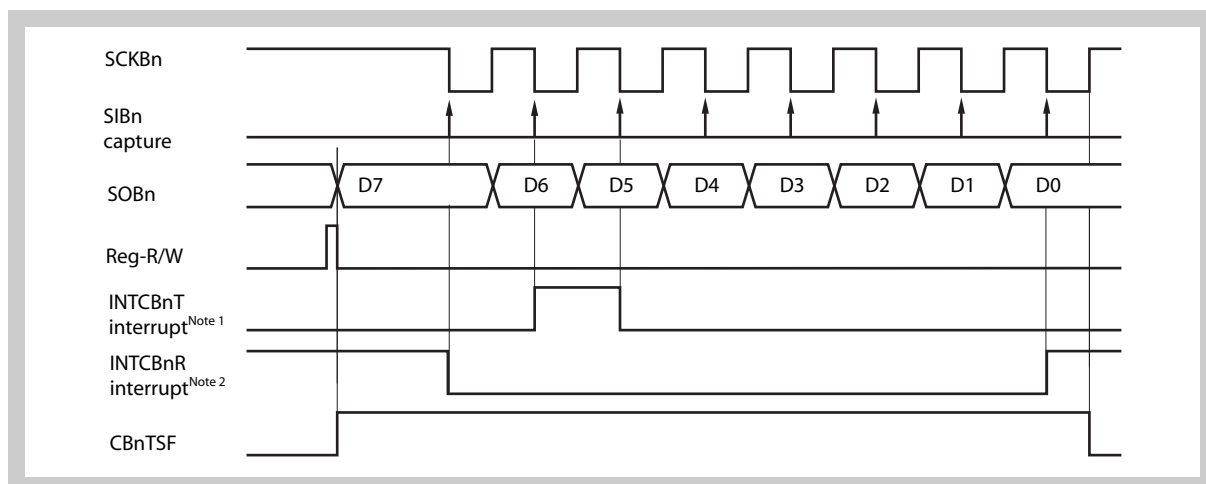 SCKBn
SIBn
capture
SOBn
D7 D6 D5 D4 D3 D2 D1 D0
Reg-R/W
INTCBnT
interruptNote 1
INTCBnR
interruptNote 2
CBnTSF